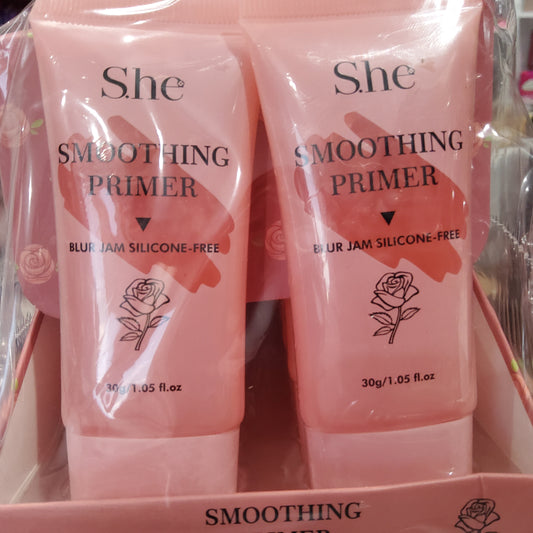 S.he
SMOOTHING
PRIMER
BLUR JAM SILICONE-FREE
30g/1.05 fl.oz
S.he
SMOOTHING
PRIMER
BLUR JAM SILICONE-FREE
30g/1.05 fl.oz
SMOOTHING
PRIMER